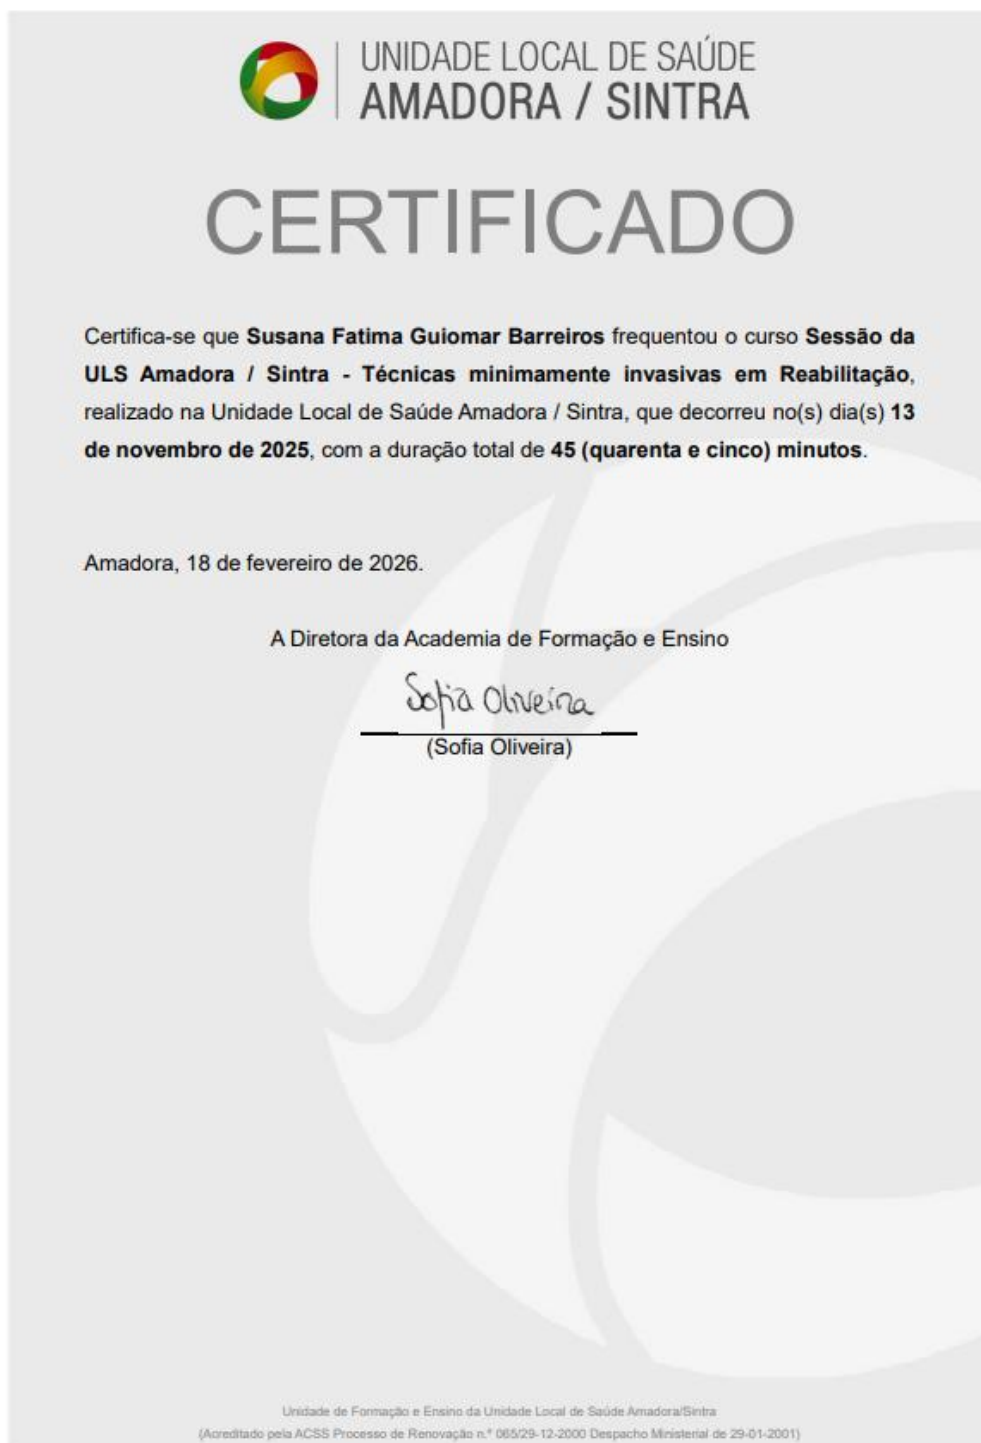 UNIDADE LOCAL DE SAÚDE
AMADORA / SINTRA
CERTIFICADO
Certifica-se que Susana Fatima Guiomar Barreiros frequentou o curso Sessão da
ULS Amadora / Sintra - Técnicas minimamente invasivas em Reabilitação,
realizado na Unidade Local de Saúde Amadora / Sintra, que decorreu no(s) dia(s) 13
de novembro de 2025, com a duração total de 45 (quarenta e cinco) minutos.
Amadora, 18 de fevereiro de 2026.
A Diretora da Academia de Formação e Ensino
Sofia Oliveira
(Sofia Oliveira)
Unidade de Formação e Ensino da Unidade Local de Saúde Amadora/Sintra
(Acreditado pela ACSS Processo de Renovação n.º 065/29-12-2000 Despacho Ministerial de 29-01-2001)